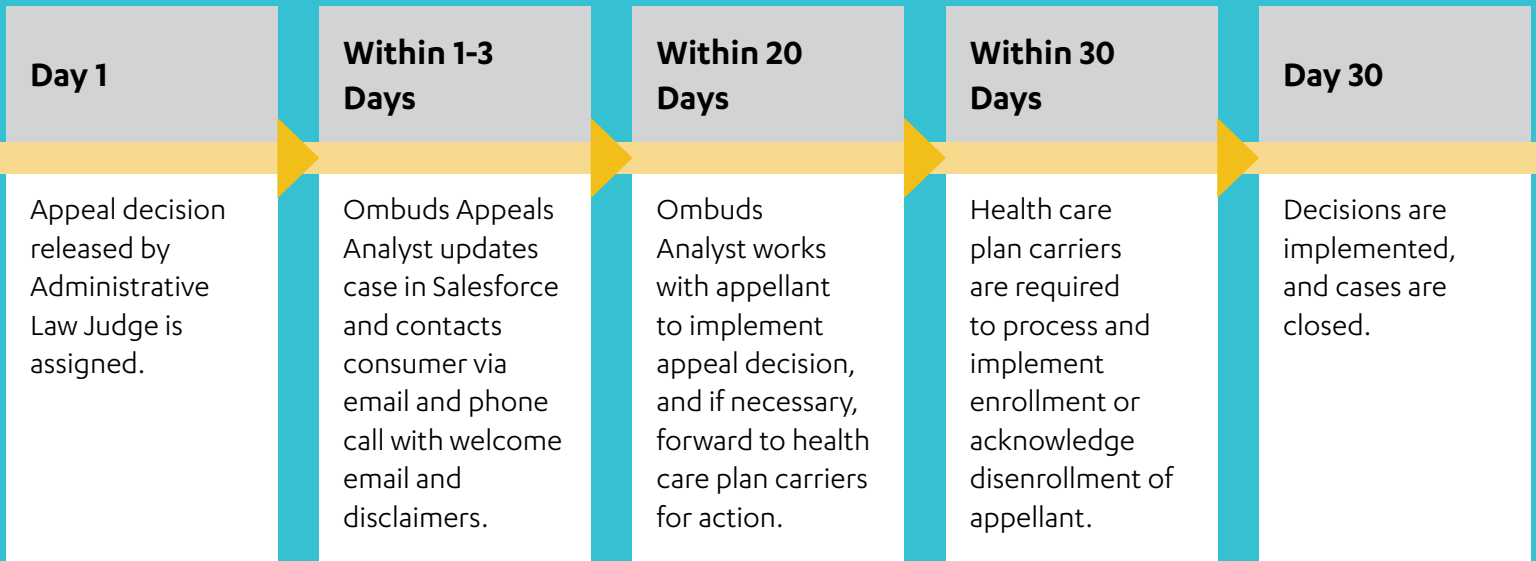 Day 1
Appeal decision
released by
Administrative
Law Judge is
assigned.
Within 1-3
Days
Ombuds Appeals
Analyst updates
case in Salesforce
and contacts
consumer via
email and phone
call with welcome
email and
disclaimers.
Within 20
Days
Ombuds
Analyst works
with appellant
to implement
appeal decision,
and if necessary,
forward to health
care plan carriers
for action.
Within 30
Days
Health care
plan carriers
are required
to process and
implement
enrollment or
acknowledge
disenrollment of
appellant.
Day 30
Decisions are
implemented,
and cases are
closed.